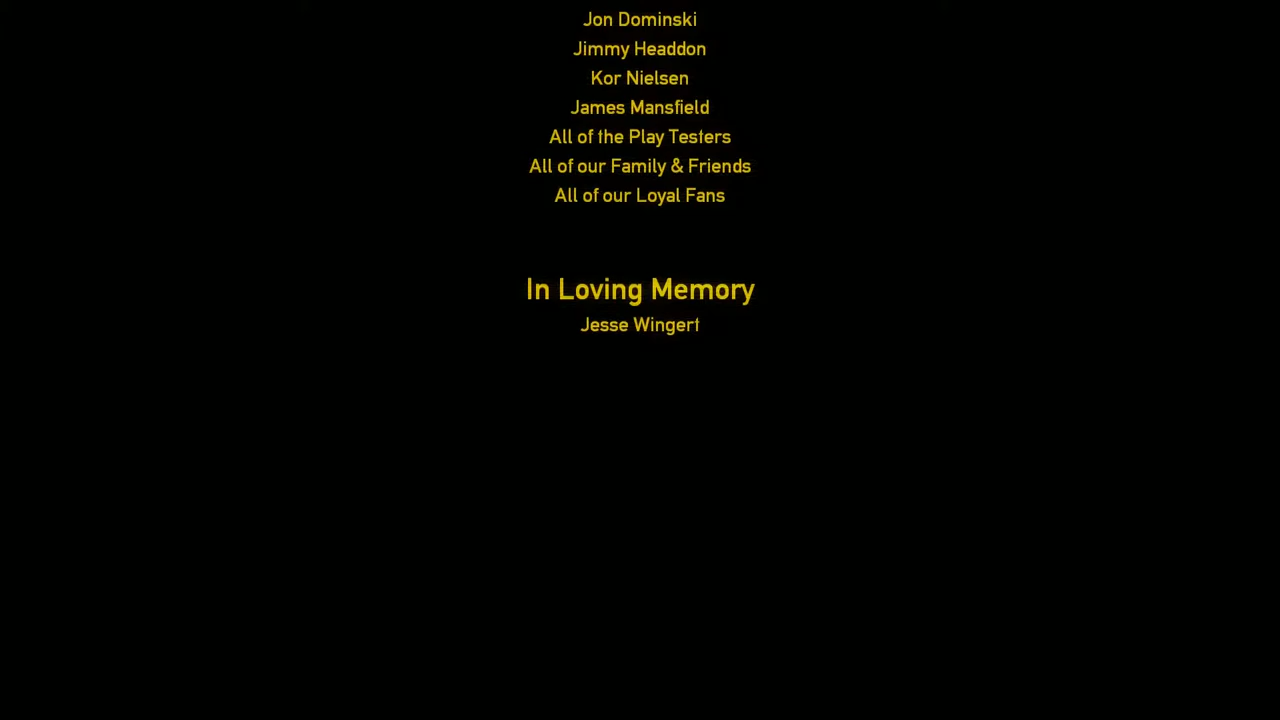 Jon Dominski
Jimmy Headdon
Kor Nielsen
James Mansfield
All of the Play Testers
All of our Family & Friends
All of our Loyal Fans
In Loving Memory
Jesse Wingert